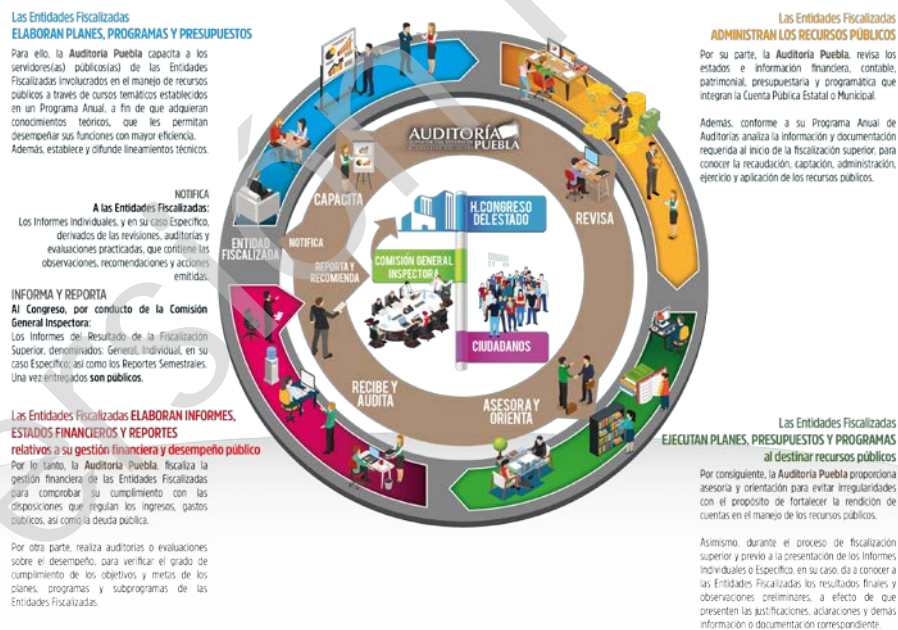 Las Entidades Fiscalizadas
ELABORAN PLANES, PROGRAMAS Y PRESUPUESTOS
Para ello, la Auditoría Puebla capacita a los
servidores(as) públicos(as) de las Entidades
Fiscalizadas involucrados en el manejo de recursos
públicos a través de cursos temáticos establecidos
en un Programa Anual, a fin de que adquieran
conocimientos teóricos, que les permitan
desempeñar sus funciones con mayor eficiencia.
Además, establece y difunde lineamientos técnicos.
NOTIFICA
A las Entidades Fiscalizadas:
Los Informes Individuales, y en su caso Específico,
derivados de las revisiones, auditorías y
evaluaciones practicadas, que contiene las
observaciones, recomendaciones y acciones
emitidas.
INFORMA Y REPORTA
Al Congreso, por conducto de la Comisión
General Inspectora:
Los Informes del Resultado de la Fiscalización
Superior, denominados: General, Individual, en su
caso Específico; así como los Reportes Semestrales.
Una vez entregados son públicos.
Las Entidades Fiscalizadas ELABORAN INFORMES,
ESTADOS FINANCIEROS Y REPORTES
relativos a su gestión financiera y desempeño público
Por lo tanto, la Auditoría Puebla, fiscaliza la
gestión financiera de las Entidades Fiscalizadas
para comprobar su cumplimiento con las
disposiciones que regulan los ingresos, gastos
públicos, así como la deuda pública.
Por otra parte, realiza auditorías o evaluaciones
sobre el desempeño, para verificar el grado de
cumplimiento de los objetivos y metas de los
planes, programas y subprogramas de las
Entidades Fiscalizadas.
AUDITORÍA
PUEBLA
CAPACITA
REVISA
ENTIDAD
FISCALIZADA
NOTIFICA
REPORTA Y
RECOMIENDA
H.CONGRESO
DEL ESTADO
COMISIÓN GENERAL
INSPECTORA
CIUDADANOS
RECIBE Y
AUDITA
ASESORA Y
ORIENTA
Las Entidades Fiscalizadas
ADMINISTRAN LOS RECURSOS PÚBLICOS
Por su parte, la Auditoría Puebla, revisa los
estados e información financiera, contable,
patrimonial, presupuestaria y programática que
integran la Cuenta Pública Estatal o Municipal.
Además, conforme a su Programa Anual de
Auditorías analiza la información y documentación
requerida al inicio de la fiscalización superior, para
conocer la recaudación, captación, administración,
ejercicio y aplicación de los recursos públicos.
Las Entidades Fiscalizadas
EJECUTAN PLANES, PRESUPUESTOS Y PROGRAMAS
al destinar recursos públicos
Por consiguiente, la Auditoría Puebla proporciona
asesoría y orientación para evitar irregularidades
con el propósito de fortalecer la rendición de
cuentas en el manejo de los recursos públicos.
Asimismo, durante el proceso de fiscalización
superior y previo a la presentación de los Informes
Individuales o Específico, en su caso, da a conocer a
las Entidades Fiscalizadas los resultados finales y
observaciones preliminares, a efecto de que
presenten las justificaciones, aclaraciones y demás
información o documentación correspondiente.